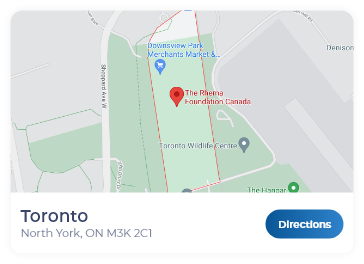 Downsview Park
Merchants Market &...
Denison
Sheppard Ave W
The Rhema
Foundation Canada
Toronto Wildlife Centre
The Hangar
Toronto
North York, ON M3K 2C1
Directions